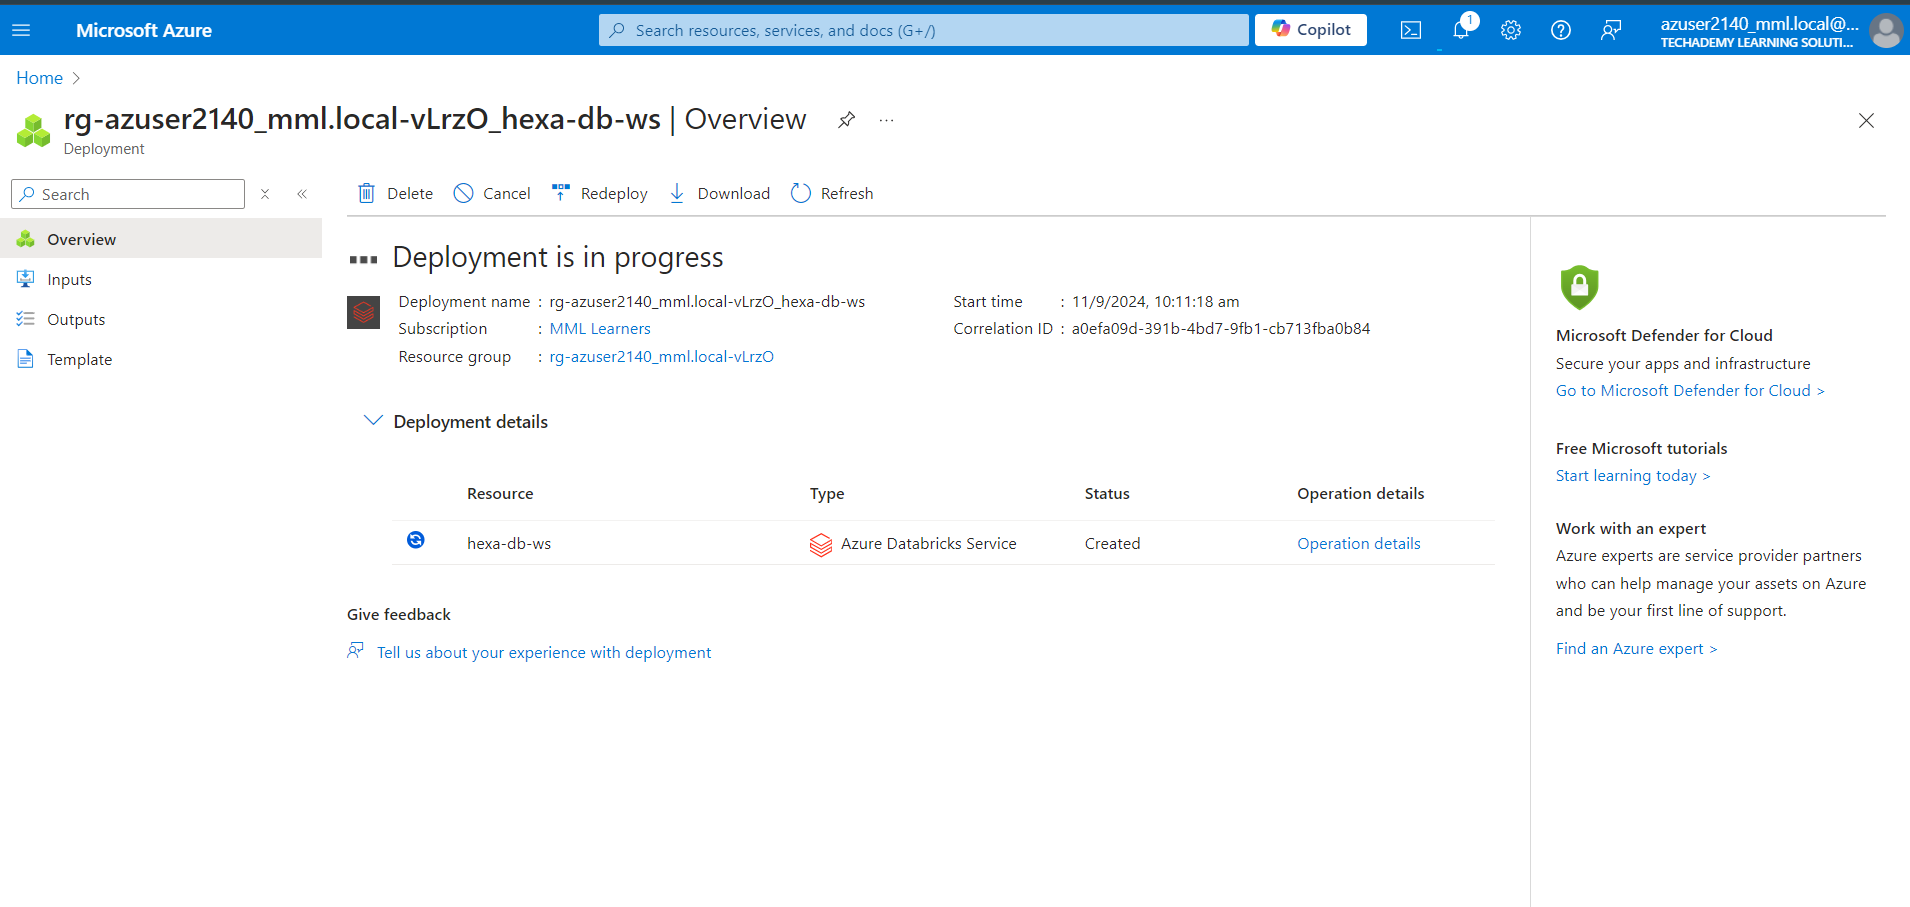 Microsoft Azure
Search resources, services, and docs (G+/)
Copilot
1
azuser2140_mml.local@...
TECHADEMY LEARNING SOLUTI...
Home
rg-azuser2140_mml.local-vLrzO_hexa-db-ws | Overview
Deployment
Search
Delete
Cancel
Redeploy
Download
Refresh
Overview
Inputs
Outputs
Template
Deployment is in progress
Deployment name : rg-azuser2140_mml.local-vLrzO_hexa-db-ws
Subscription : MML Learners
Resource group : rg-azuser2140_mml.local-vLrzO
Start time : 11/9/2024, 10:11:18 am
Correlation ID : a0efa09d-391b-4bd7-9fb1-cb713fba0b84
Deployment details
Resource Type Status Operation details
hexa-db-ws Azure Databricks Service Created Operation details
Give feedback
Tell us about your experience with deployment
Microsoft Defender for Cloud
Secure your apps and infrastructure
Go to Microsoft Defender for Cloud >
Free Microsoft tutorials
Start learning today >
Work with an expert
Azure experts are service provider partners
who can help manage your assets on Azure
and be your first line of support.
Find an Azure expert >